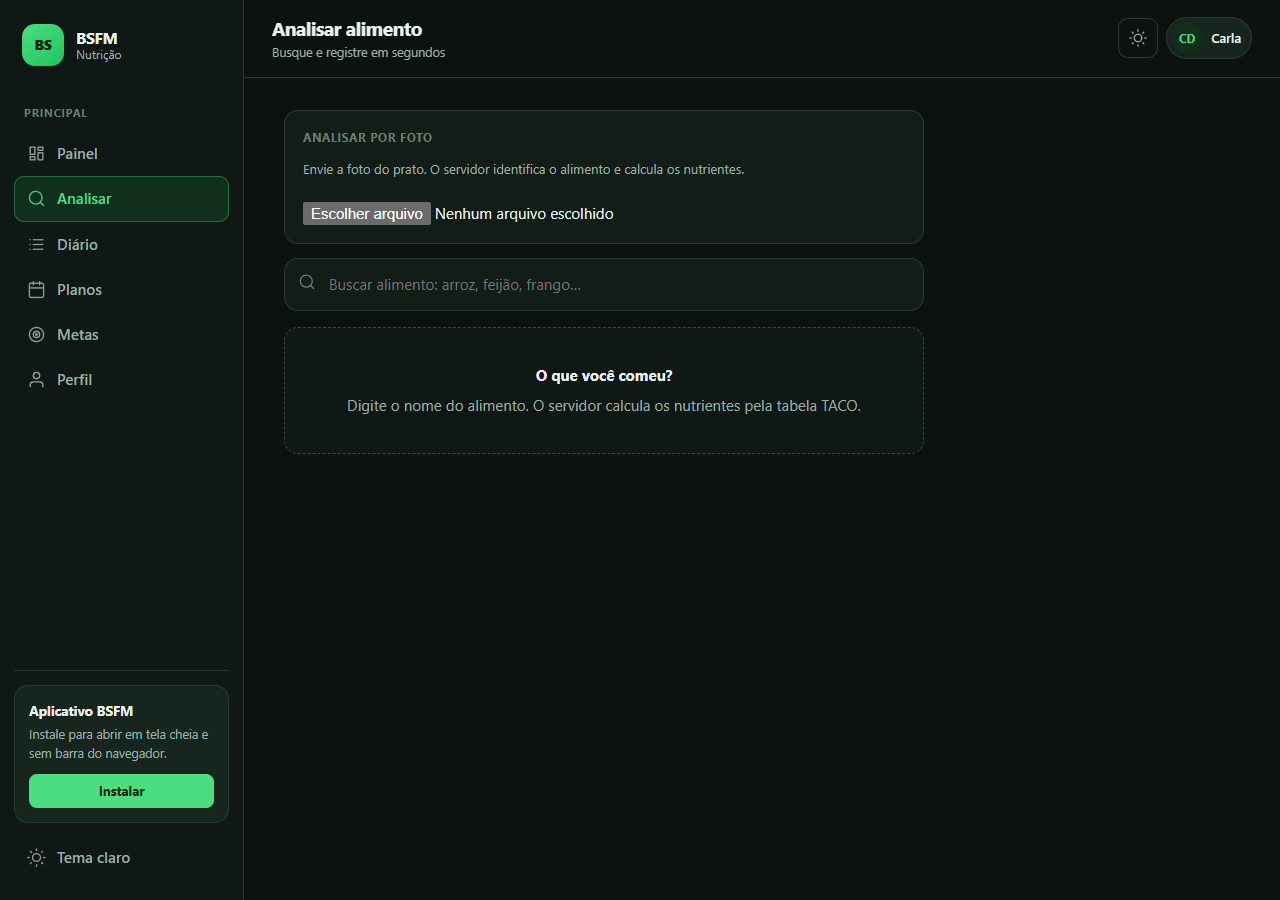 BS
BSFM
Nutrição
PRINCIPAL
Painel
Analisar
Diário
Planos
Metas
Perfil
Aplicativo BSFM
Instale para abrir em tela cheia e
sem barra do navegador.
Instalar
Tema claro
Analisar alimento
Busque e registre em segundos
CD
Carla
ANALISAR POR FOTO
Envie a foto do prato. O servidor identifica o alimento e calcula os nutrientes.
Escolher arquivo Nenhum arquivo escolhido
Buscar alimento: arroz, feijão, frango...
O que você comeu?
Digite o nome do alimento. O servidor calcula os nutrientes pela tabela TACO.